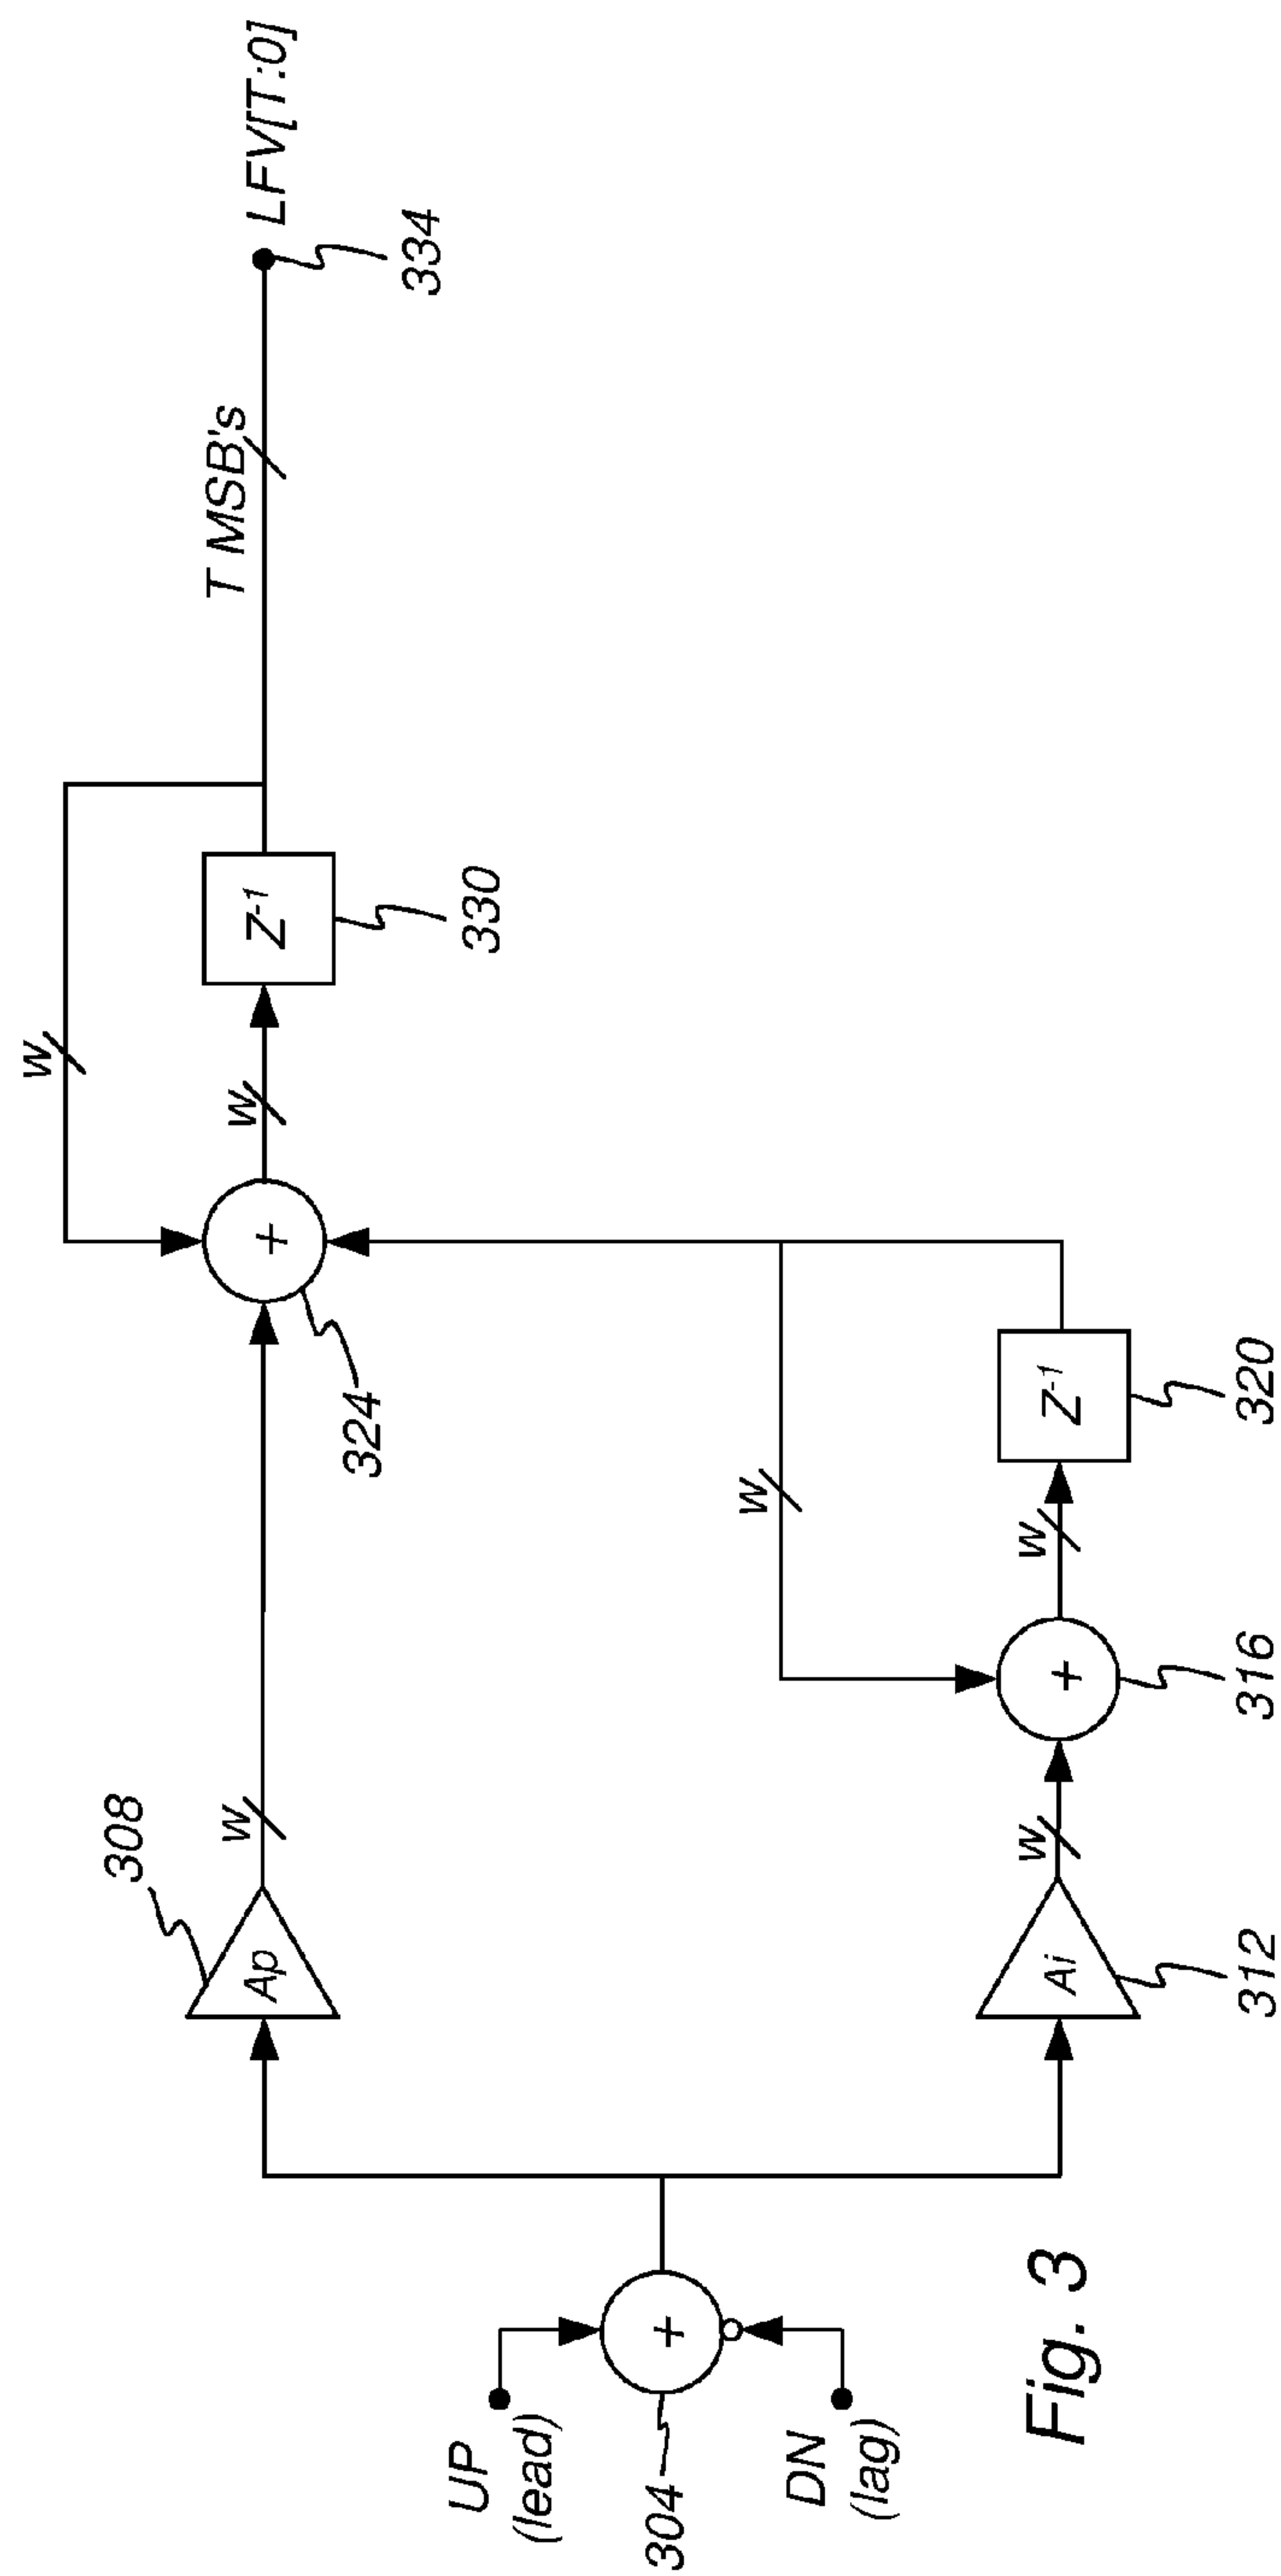 UP
(lead)
304
DN
(lag)
+
Ap
308
w
Ai
312
w
+
316
w
w
Z-1
320
+
324
w
w
Z-1
330
T MSB's
LFV[T:0]
334
Fig. 3